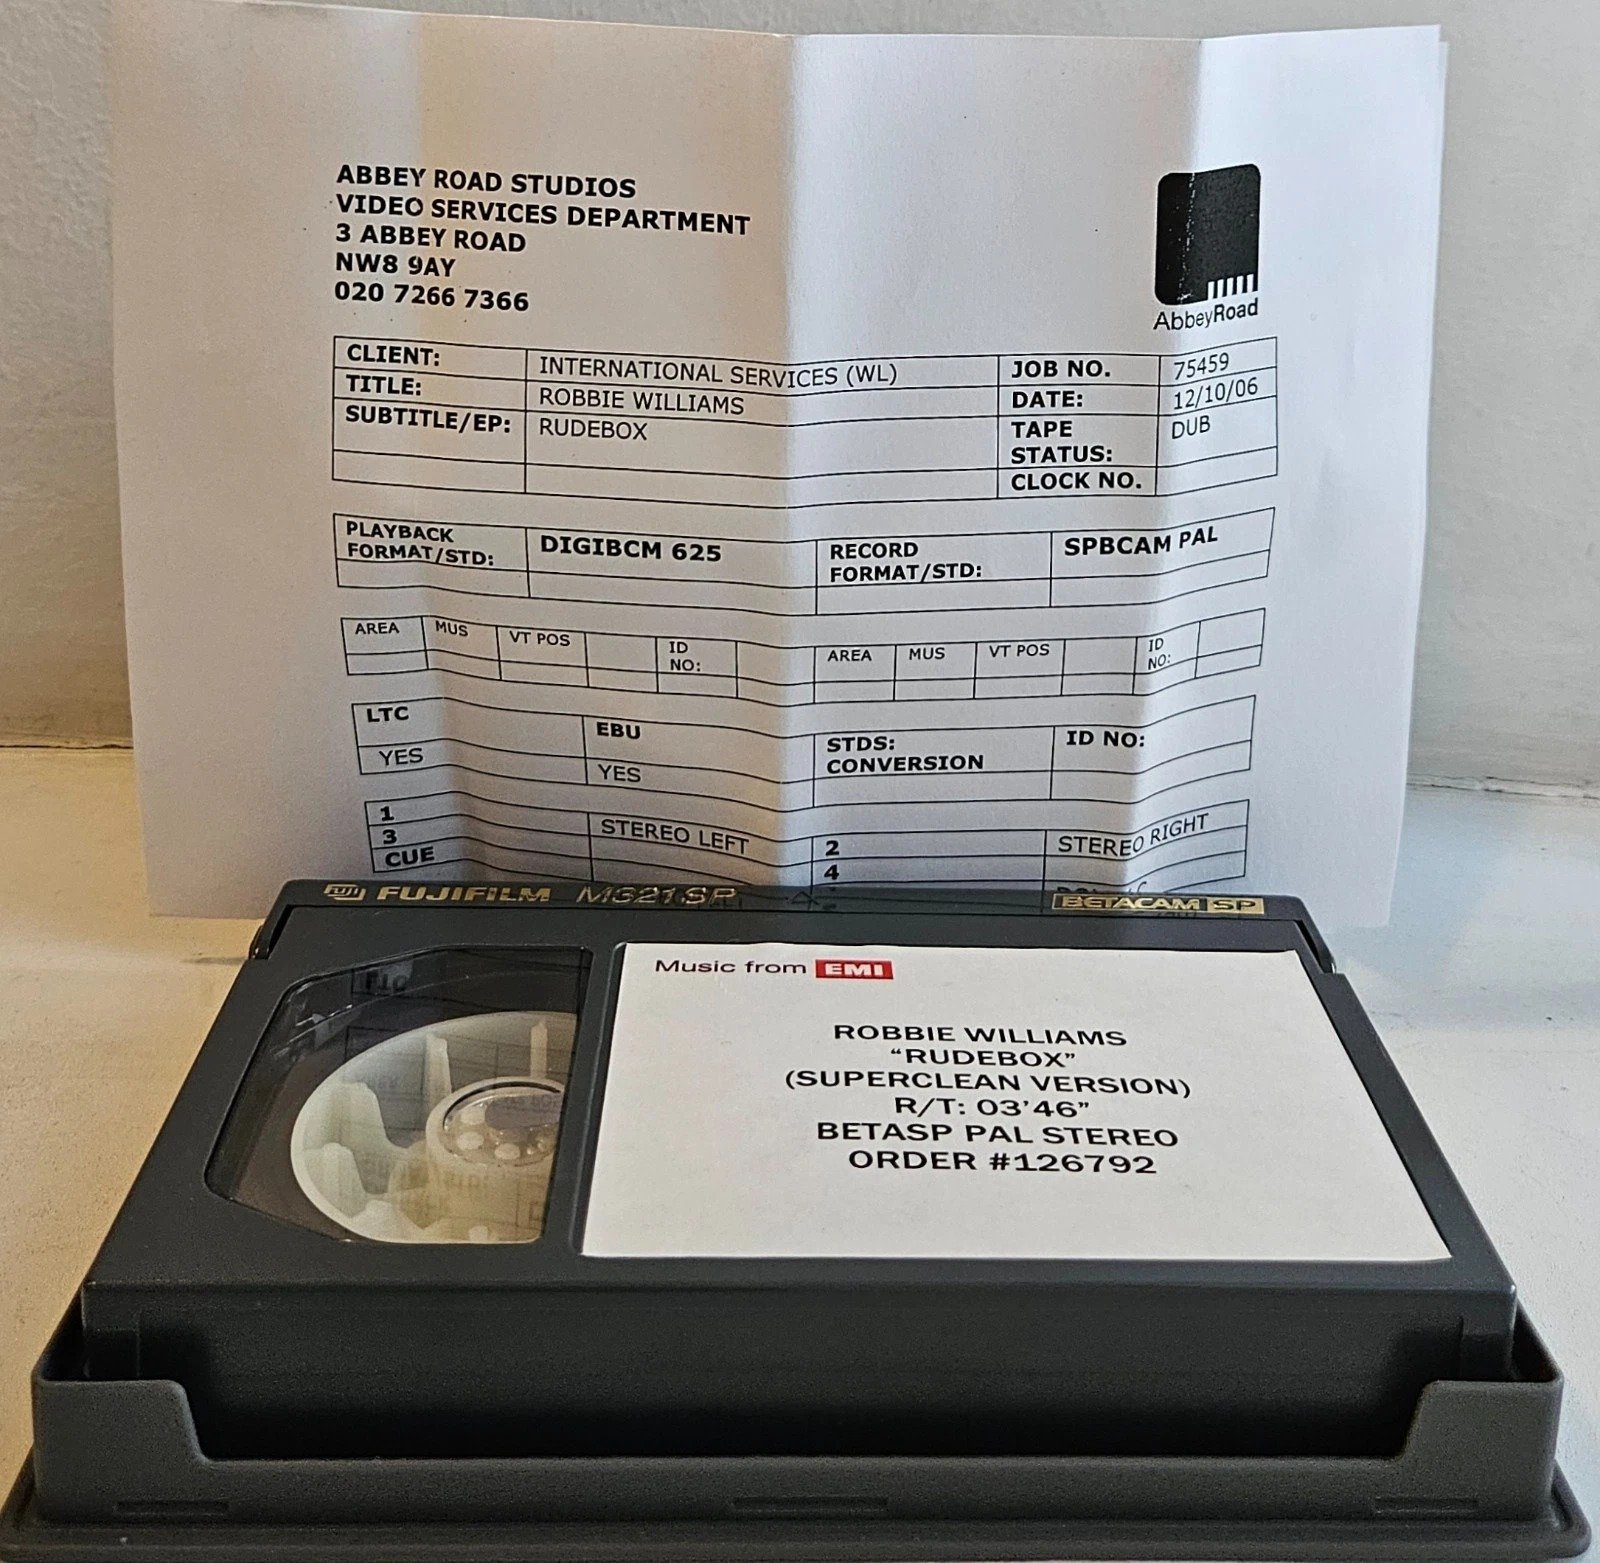 ABBEY ROAD STUDIOS
VIDEO SERVICES DEPARTMENT
3 ABBEY ROAD
NW8 9AY
020 7266 7366
AbbeyRoad
CLIENT: INTERNATIONAL SERVICES (WL) JOB NO. 75459
TITLE: ROBBIE WILLIAMS DATE: 12/10/06
SUBTITLE/EP: RUDEBOX TAPE STATUS: DUB
CLOCK NO.
PLAYBACK FORMAT/STD: DIGIBCM 625 RECORD FORMAT/STD: SPBCAM PAL
AREA MUS VT POS ID NO: AREA MUS VT POS ID NO:
LTC EBU STDS: CONVERSION ID NO:
YES YES
1 STEREO LEFT 2 STEREO RIGHT
3 4
CUE
FUJI FUJIFILM M321SP BETACAM SP
Music from EMI
ROBBIE WILLIAMS
“RUDEBOX”
(SUPERCLEAN VERSION)
R/T: 03’46”
BETASP PAL STEREO
ORDER #126792